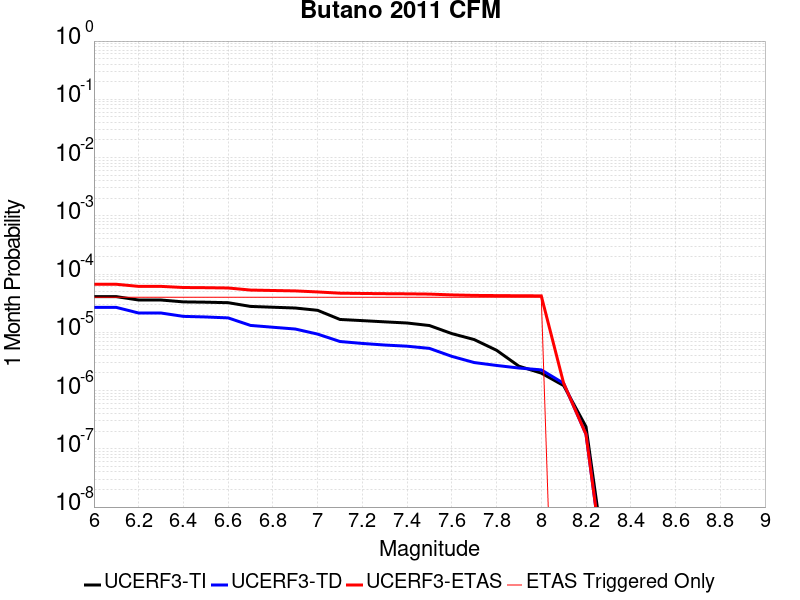 Butano 2011 CFM
10^0
10^-1
10^-2
10^-3
10^-4
10^-5
10^-6
10^-7
10^-8
1 Month Probability
6 6.2 6.4 6.6 6.8 7 7.2 7.4 7.6 7.8 8 8.2 8.4 8.6 8.8 9
Magnitude
UCERF3-TI UCERF3-TD UCERF3-ETAS ETAS Triggered Only